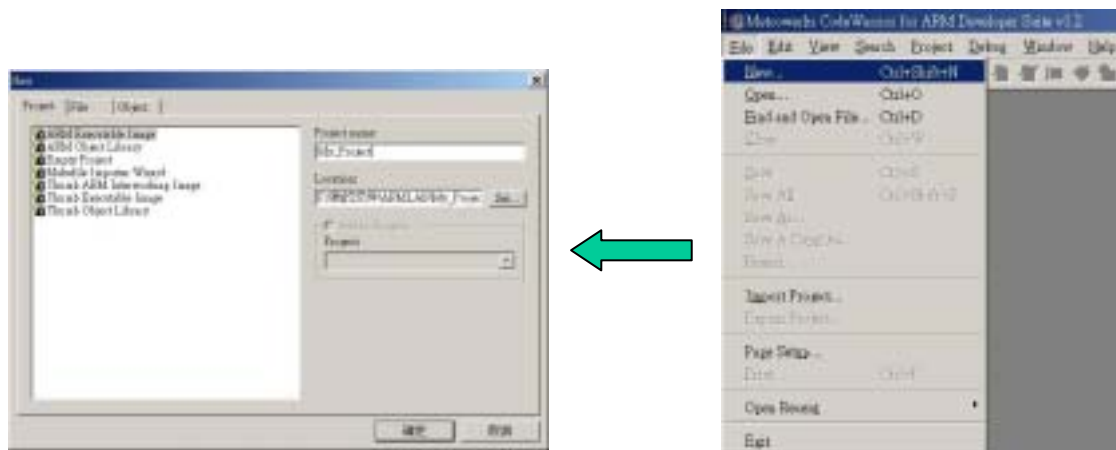 New
Project File Object
ARM Executable Image
ARM Object Library
Empty Project
Makefile Importer Wizard
Thumb ARM Interworking Image
Thumb Executable Image
Thumb Object Library
Project name:
My_Project
Location:
Set...
Project:
確定 取消
Metrowerks CodeWarrior for ARM Developer Suite v1.2
File Edit View Search Project Debug Window Help
New... Ctrl+Shift+N
Open... Ctrl+O
Find and Open File... Ctrl+D
Close Ctrl+W
Save Ctrl+S
Save All
Save As...
Save A Copy As...
Import Project...
Export Project...
Page Setup...
Print... Ctrl+P
Open Recent
Exit